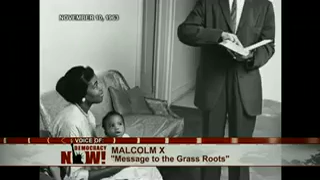 NOVEMBER 10, 1963
VOICE OF
DEMOCRACY
NOW!
MALCOLM X
"Message to the Grass Roots"